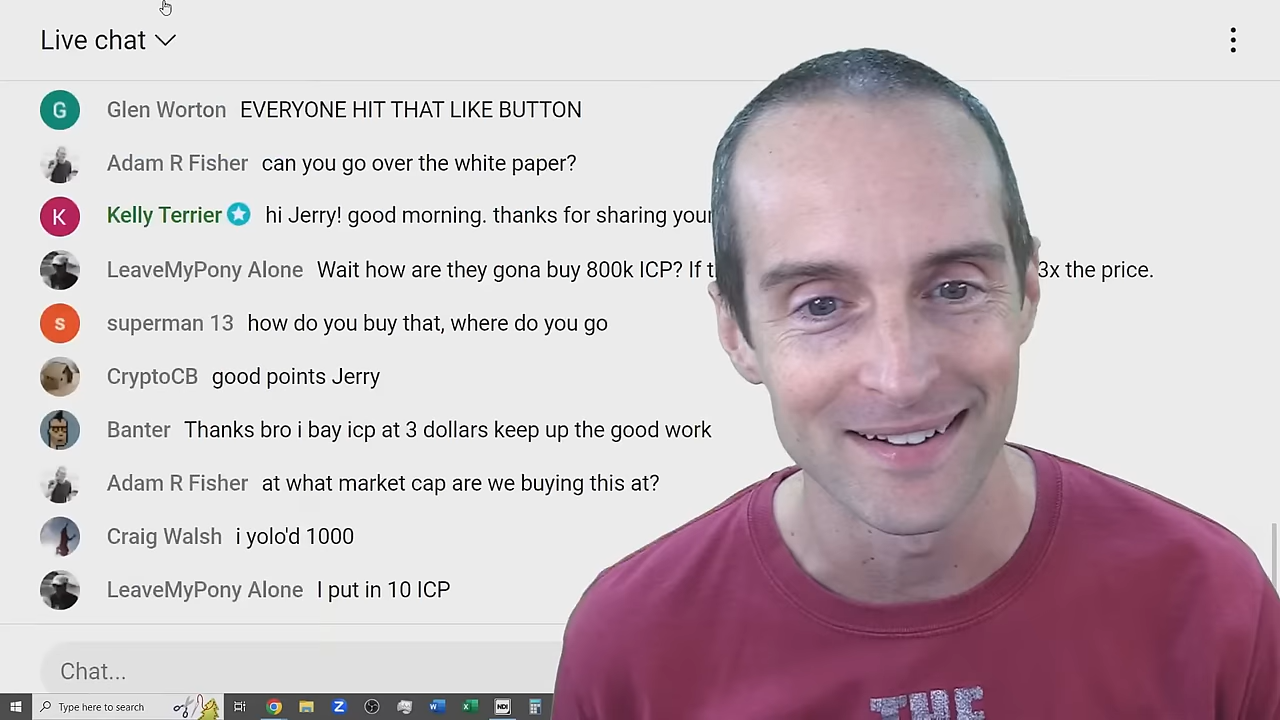 Live chat
G Glen Worton EVERYONE HIT THAT LIKE BUTTON
Adam R Fisher can you go over the white paper?
K Kelly Terrier hi Jerry! good morning. thanks for sharing your
LeaveMyPony Alone Wait how are they gona buy 800k ICP? If t 3x the price.
s superman 13 how do you buy that, where do you go
CryptoCB good points Jerry
Banter Thanks bro i bay icp at 3 dollars keep up the good work
Adam R Fisher at what market cap are we buying this at?
Craig Walsh i yolo'd 1000
LeaveMyPony Alone I put in 10 ICP
Chat...
Type here to search
THE